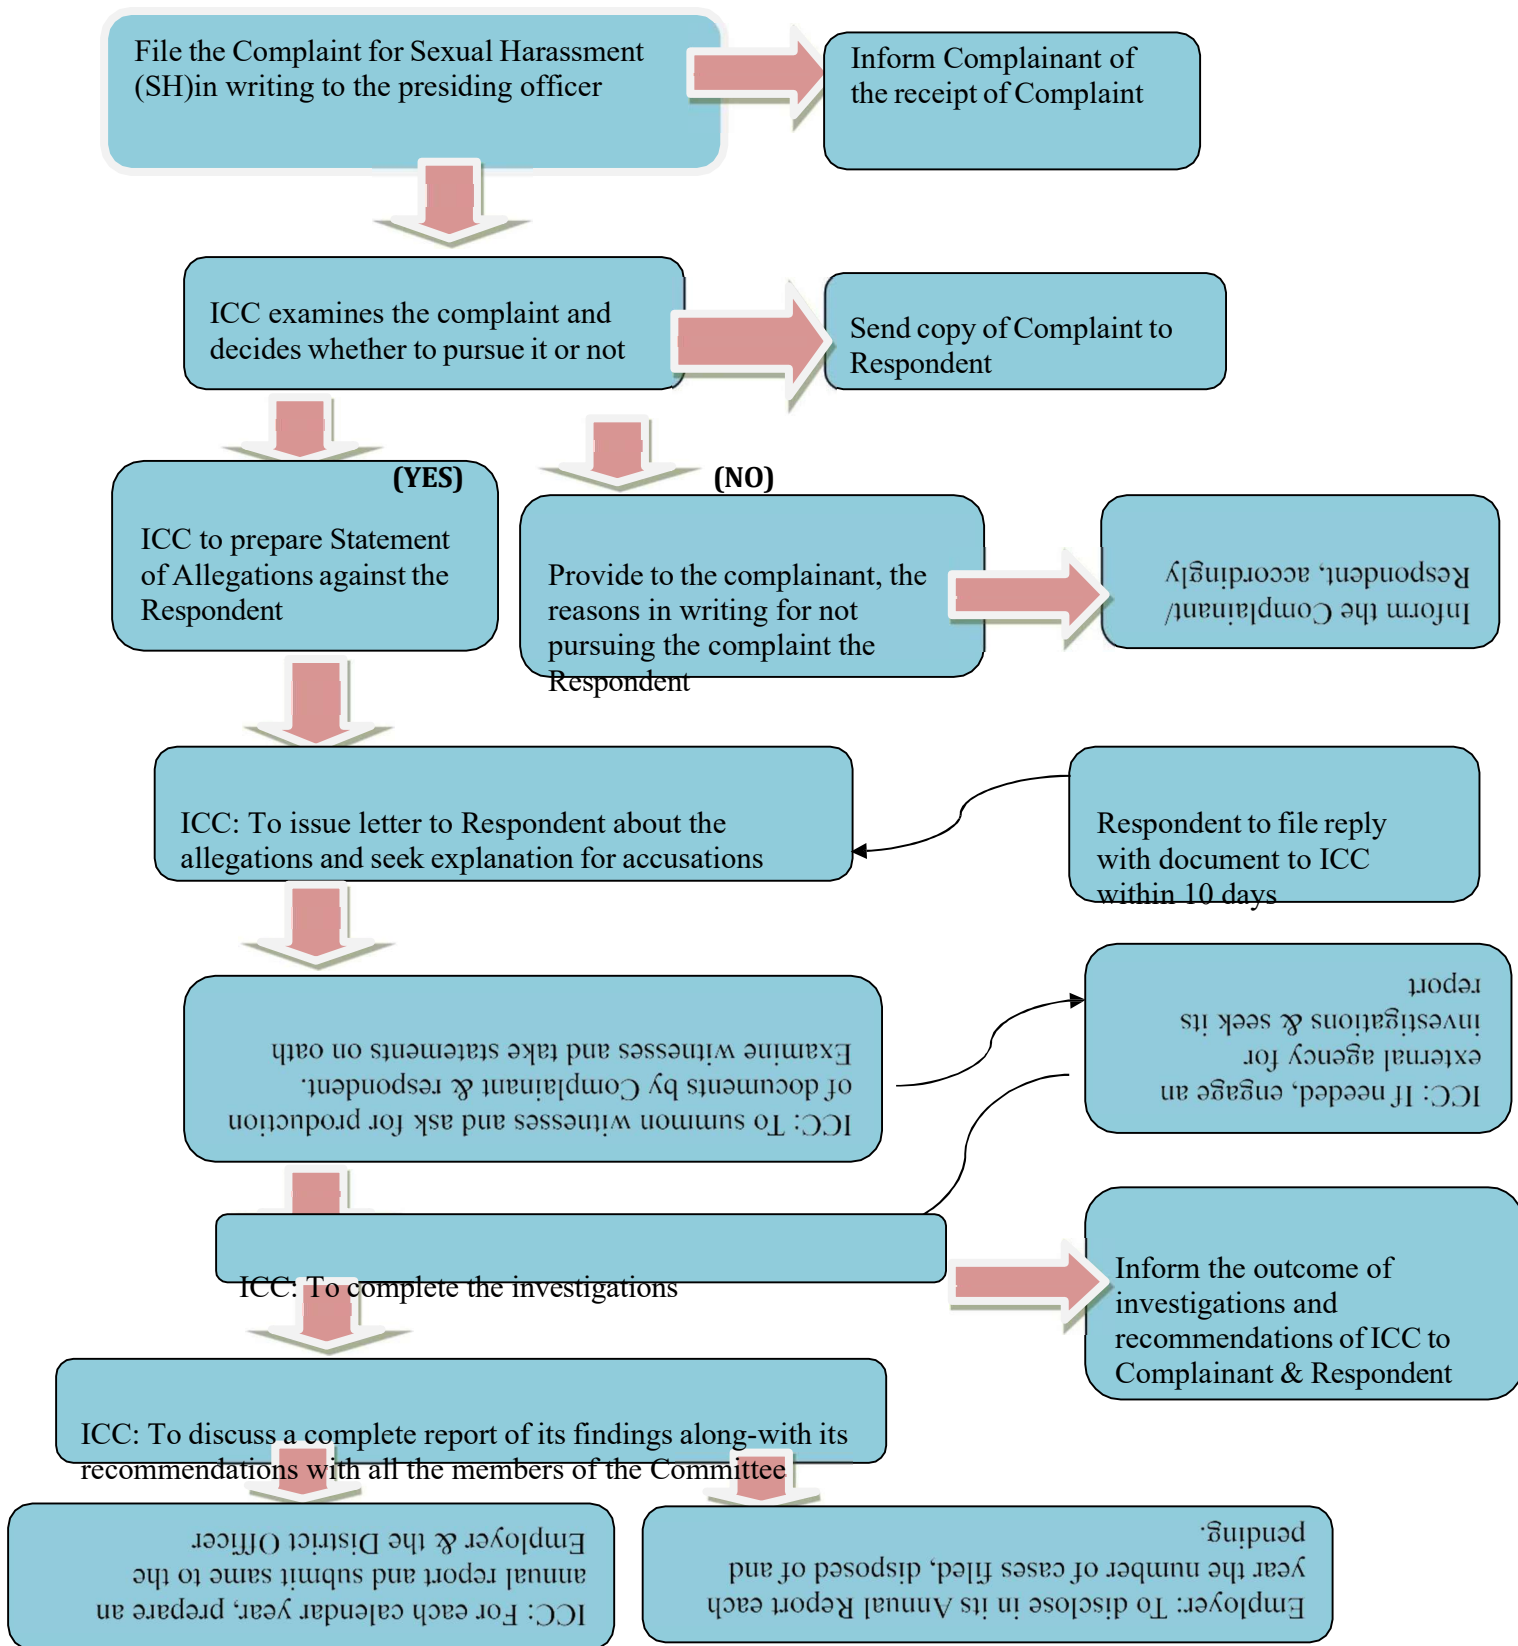 File the Complaint for Sexual Harassment
(SH)in writing to the presiding officer
Inform Complainant of
the receipt of Complaint
ICC examines the complaint and
decides whether to pursue it or not
Send copy of Complaint to
Respondent
(YES)
ICC to prepare Statement
of Allegations against the
Respondent
(NO)
Provide to the complainant, the
reasons in writing for not
pursuing the complaint the
Respondent
Inform the Complainant/
Respondent, accordingly
ICC: To issue letter to Respondent about the
allegations and seek explanation for accusations
Respondent to file reply
with document to ICC
within 10 days
ICC: To summon witnesses and ask for production
of documents by Complainant & respondent.
Examine witnesses and take statements on oath
ICC: If needed, engage an
external agency for
investigations & seek its
report
ICC: To complete the investigations
Inform the outcome of
investigations and
recommendations of ICC to
Complainant & Respondent
ICC: To discuss a complete report of its findings along-with its
recommendations with all the members of the Committee
ICC: For each calendar year, prepare an
annual report and submit same to the
Employer & the District Officer
Employer: To disclose in its Annual Report each
year the number of cases filed, disposed of and
pending.